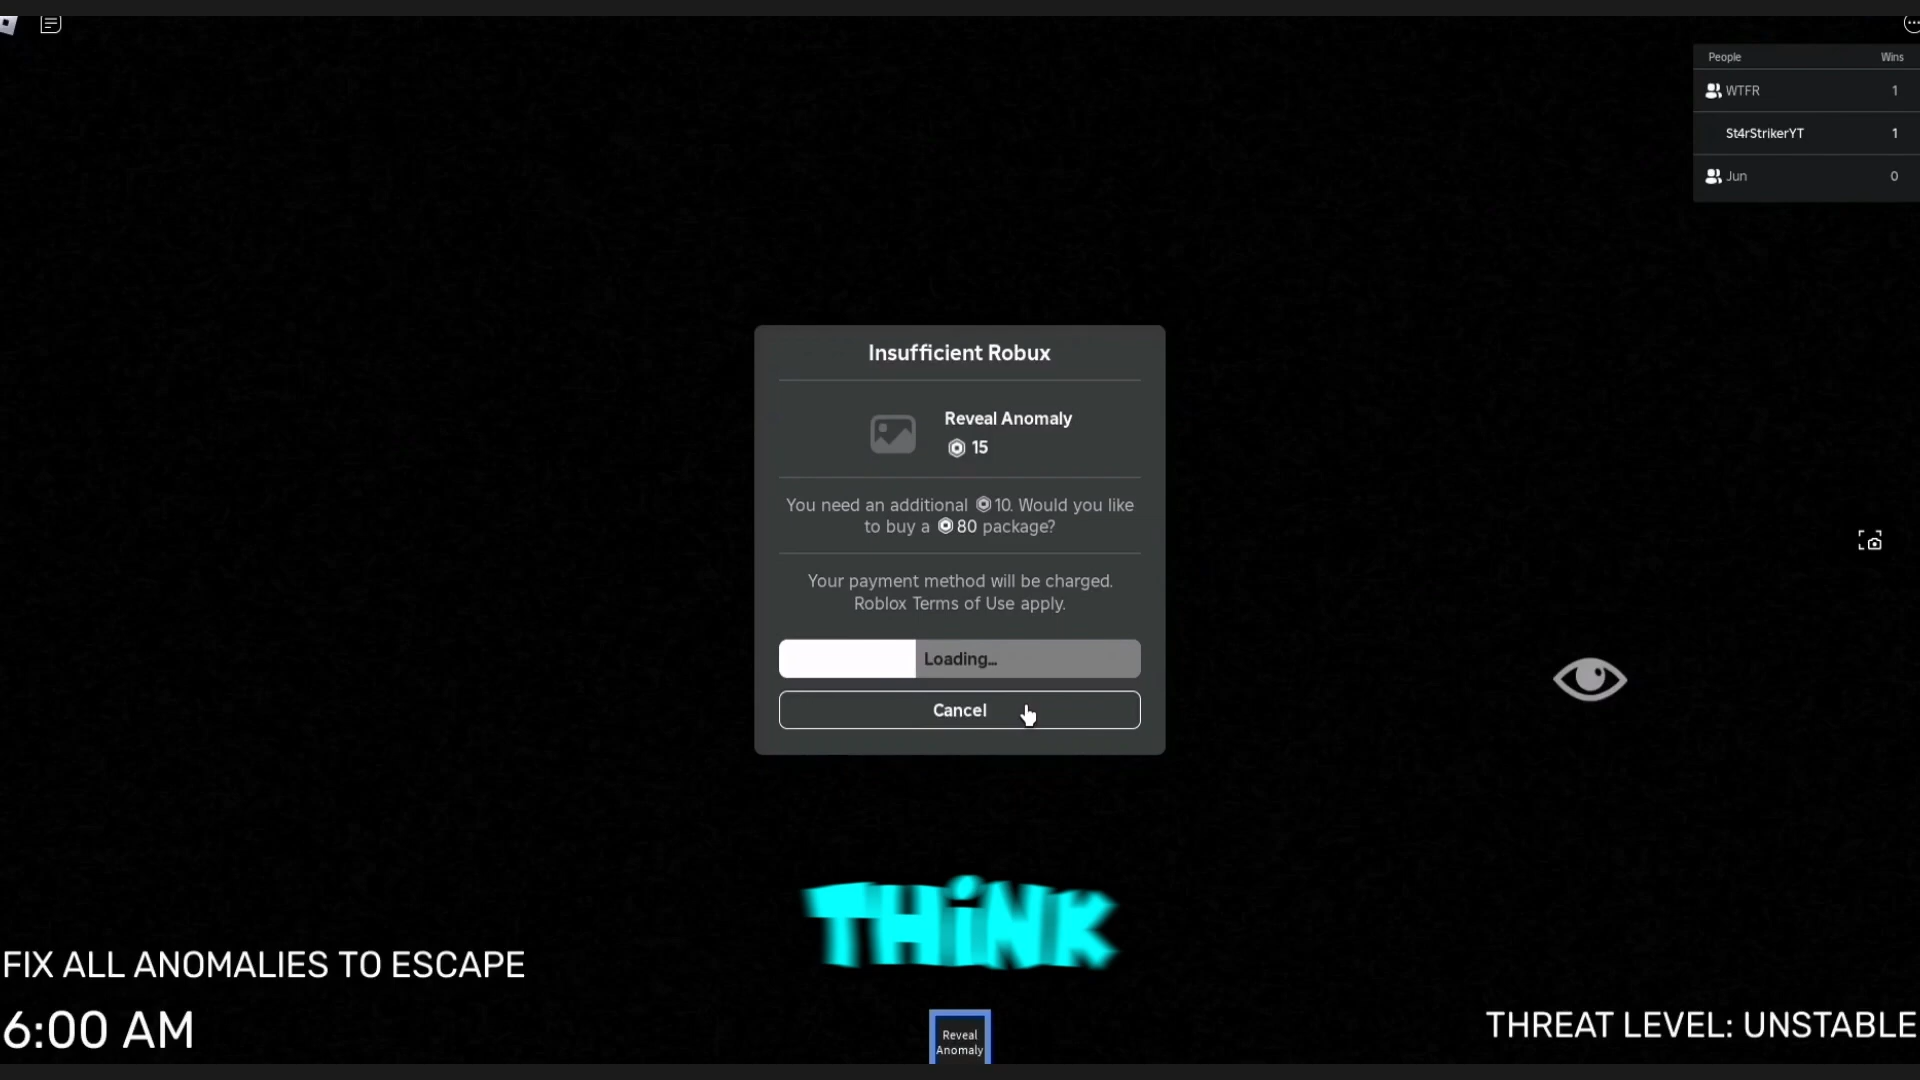 People Wins
WTFR 1
St4rStrikerYT 1
Jun 0
Insufficient Robux
Reveal Anomaly
15
You need an additional 10. Would you like
to buy a 80 package?
Your payment method will be charged.
Roblox Terms of Use apply.
Loading...
Cancel
THiNK
FIX ALL ANOMALIES TO ESCAPE
6:00 AM
Reveal
Anomaly
THREAT LEVEL: UNSTABLE